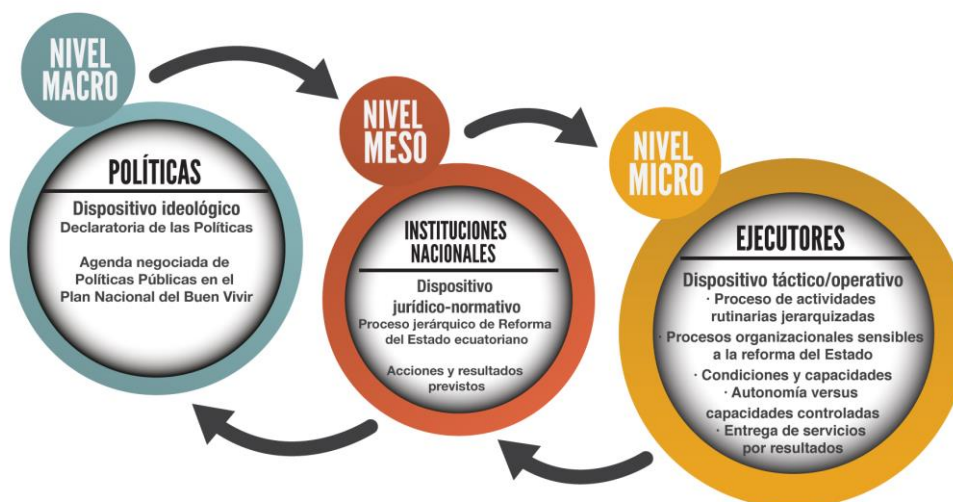 NIVEL
MACRO
POLÍTICAS
Dispositivo ideológico
Declaratoria de las Políticas
Agenda negociada de
Políticas Públicas en el
Plan Nacional del Buen Vivir
NIVEL
MESO
INSTITUCIONES
NACIONALES
Dispositivo
jurídico-normativo
Proceso jerárquico de Reforma
del Estado ecuatoriano
Acciones y resultados
previstos
NIVEL
MICRO
EJECUTORES
Dispositivo táctico/operativo
· Proceso de actividades
rutinarias jerarquizadas
· Procesos organizacionales sensibles
a la reforma del Estado
· Condiciones y capacidades
· Autonomía versus
capacidades controladas
· Entrega de servicios
por resultados